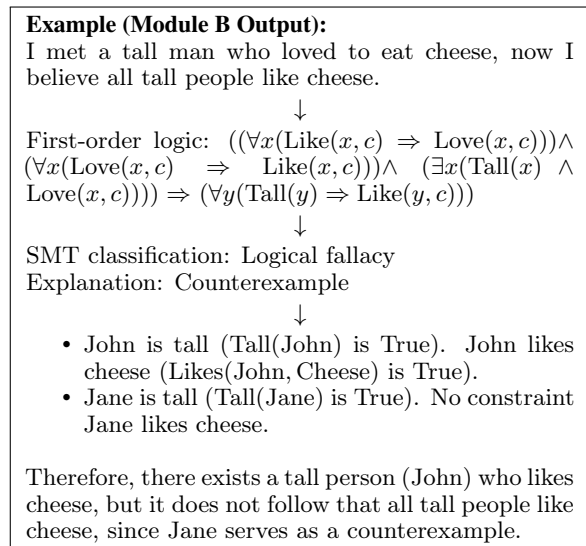 Example (Module B Output):
I met a tall man who loved to eat cheese, now I
believe all tall people like cheese.
↓
First-order logic: ((∀x(Like(x, c) ⇒ Love(x, c)))∧
(∀x(Love(x, c) ⇒ Like(x, c)))∧ (∃x(Tall(x) ∧
Love(x, c)))) ⇒ (∀y(Tall(y) ⇒ Like(y, c)))
↓
SMT classification: Logical fallacy
Explanation: Counterexample
↓
• John is tall (Tall(John) is True). John likes
cheese (Likes(John, Cheese) is True).
• Jane is tall (Tall(Jane) is True). No constraint
Jane likes cheese.
Therefore, there exists a tall person (John) who likes
cheese, but it does not follow that all tall people like
cheese, since Jane serves as a counterexample.